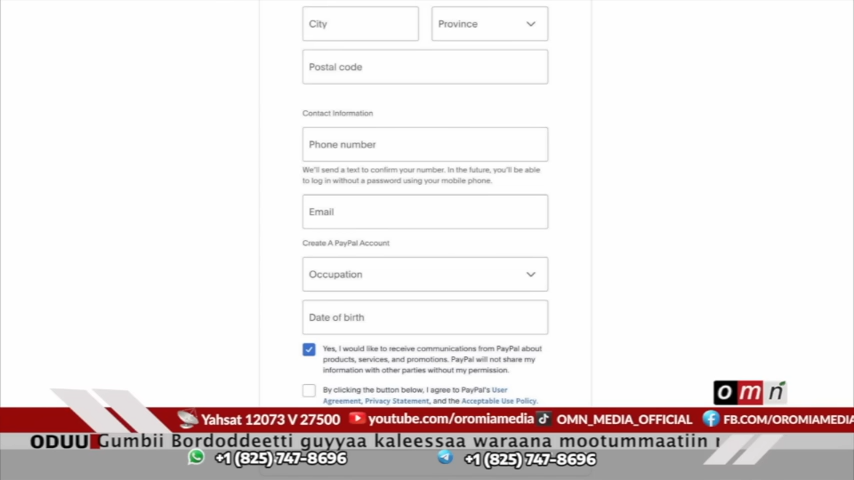 City
Province
Postal code
Contact Information
Phone number
We'll send a text to confirm your number. In the future, you'll be able
to log in without a password using your mobile phone.
Email
Create A PayPal Account
Occupation
Date of birth
Yes, I would like to receive communications from PayPal about
products, services, and promotions. PayPal will not share my
information with other parties without my permission.
By clicking the button below, I agree to PayPal's User
Agreement, Privacy Statement, and the Acceptable Use Policy.
omn
Yahsat 12073 V 27500 youtube.com/oromiamedia OMN_MEDIA_OFFICIAL FB.COM/OROMIAMEDIA
ODUU Gumbii Bordoddeetti guyyaa kaleessaa waraana mootummaatiin
+1 (825) 747-8696 +1 (825) 747-8696